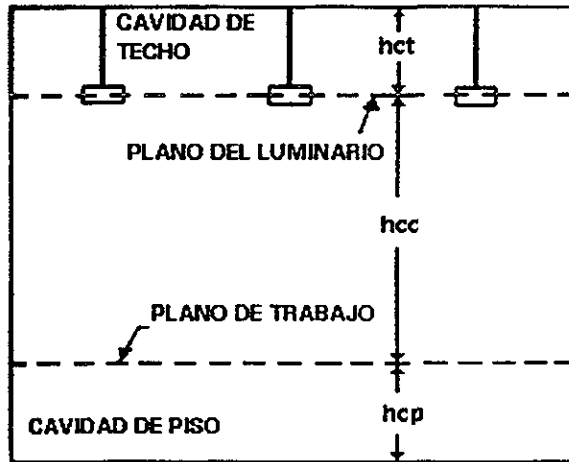 CAVIDAD DE
TECHO
hct
PLANO DEL LUMINARIO
hcc
PLANO DE TRABAJO
hcp
CAVIDAD DE PISO